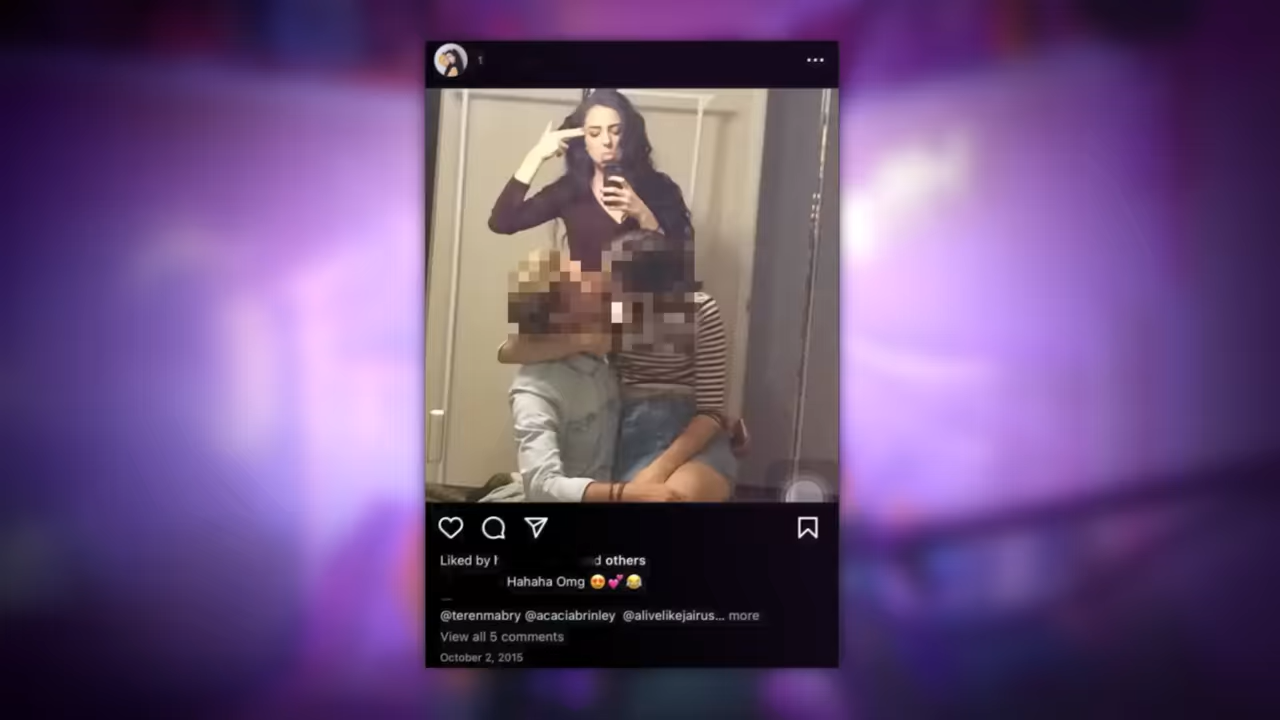 Liked by
others
Hahaha Omg 😍💕😂
@terenmabry @acaciabrinley @alivelikejairus... more
View all 5 comments
October 2, 2015